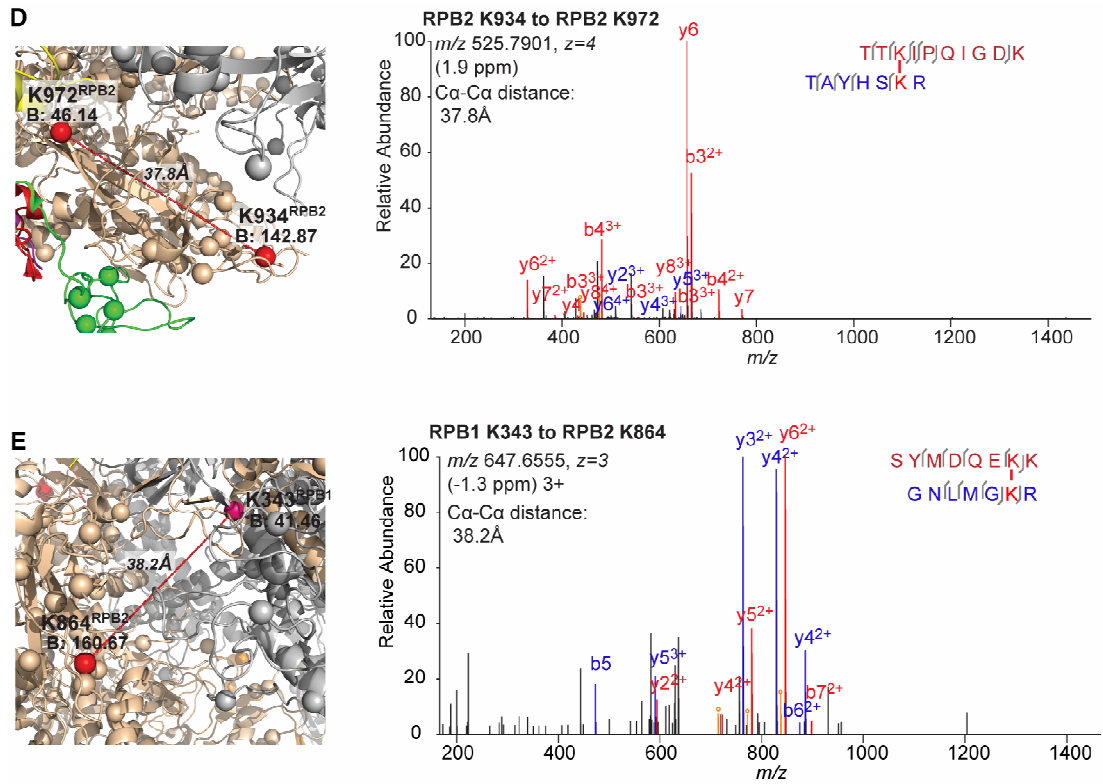 D
K972RPB2
B: 46.14
37.8Å
K934RPB2
B: 142.87
RPB2 K934 to RPB2 K972
m/z 525.7901, z=4
(1.9 ppm)
Cα-Cα distance:
37.8Å
T T K I I P Q I G D K
T A Y H S K R
Relative Abundance
100
80
60
40
20
0
y6
b3²⁺
b4³⁺
y6²⁺
b3³⁺
y2³⁺
y8³⁺
y5³⁺
b4²⁺
y7²⁺
y4
y8⁴⁺
y6⁴⁺
b3³⁺
y4³⁺
b3³⁺
y7
200 400 600 800 1000 1200 1400
m/z
E
K343RPB1
B: 41.46
38.2Å
K864RPB2
B: 160.67
RPB1 K343 to RPB2 K864
m/z 647.6555, z=3
(-1.3 ppm) 3+
Cα-Cα distance:
38.2Å
S Y M D Q E K K
G N L M G K R
Relative Abundance
100
80
60
40
20
0
y3²⁺
y6²⁺
y4²⁺
y5²⁺
y5³⁺
b5
y2²⁺
y4²⁺
y4²⁺
b7²⁺
b6²⁺
200 400 600 800 1000 1200 1400
m/z